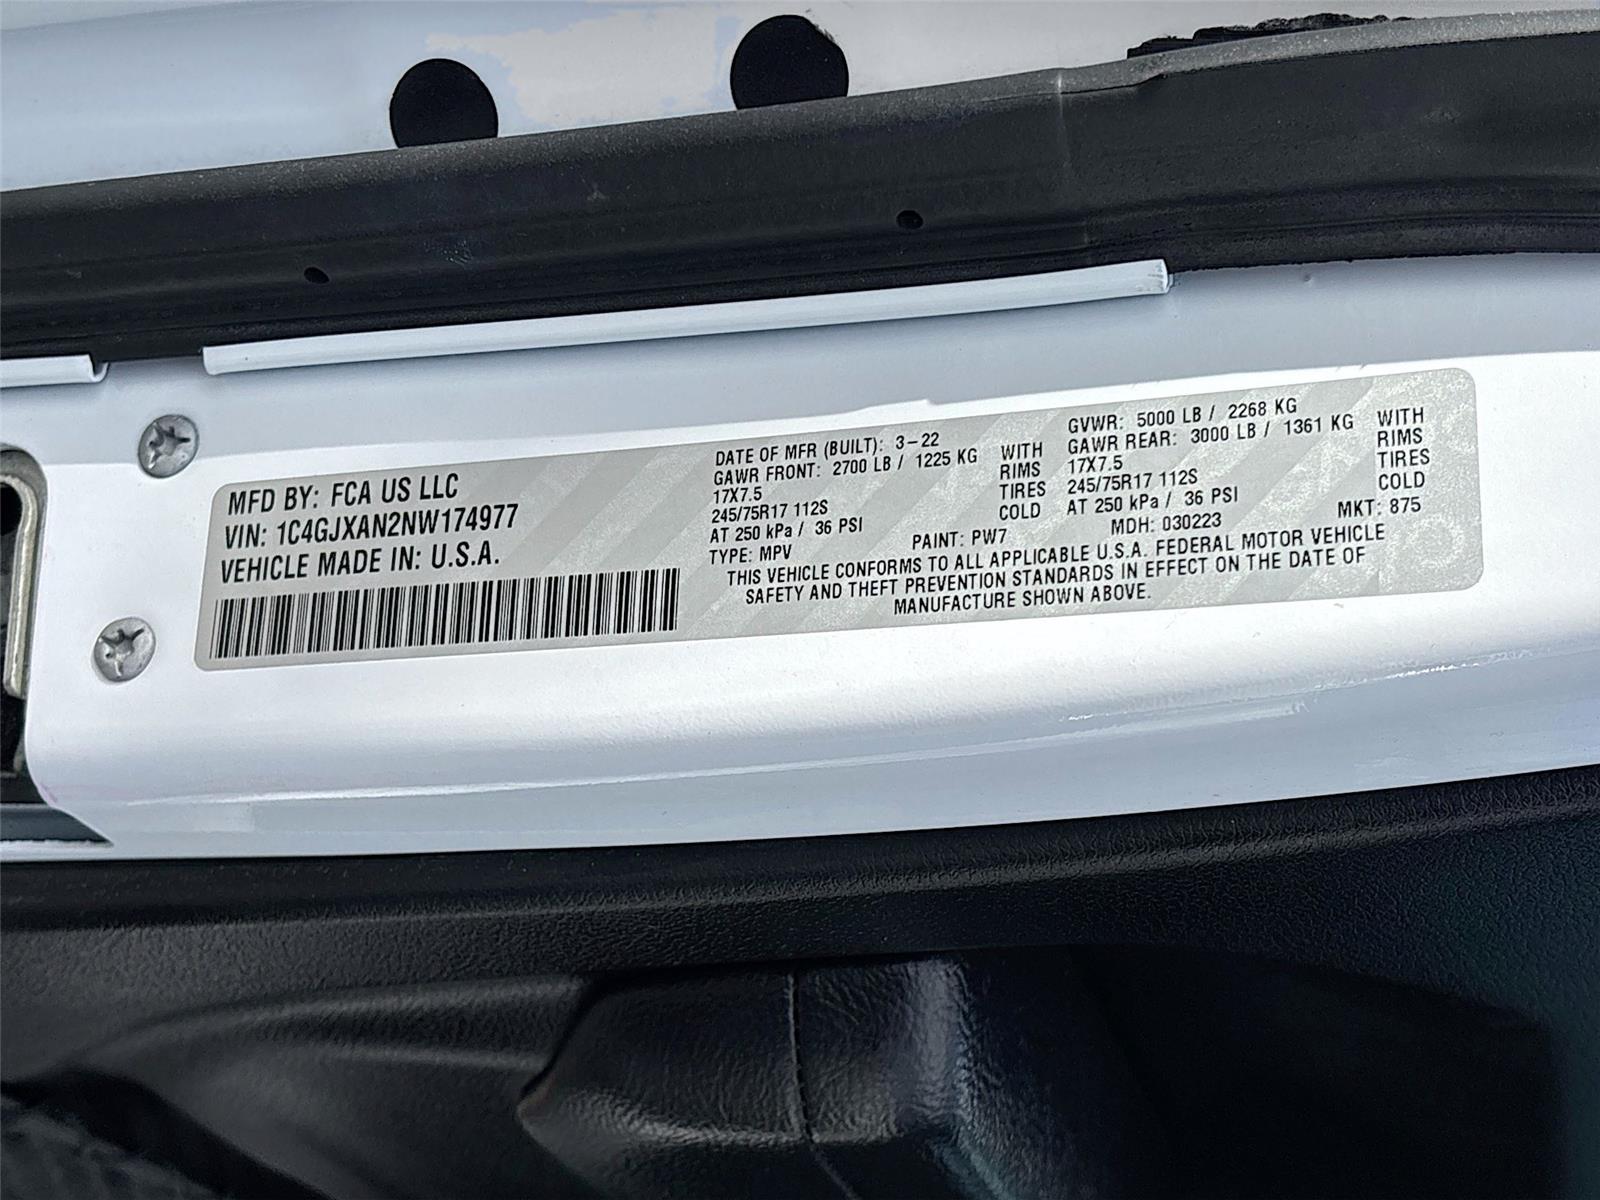 MFD BY: FCA US LLC
VIN: 1C4GJXAN2NW174977
VEHICLE MADE IN: U.S.A.
DATE OF MFR (BUILT): 3-22
GAWR FRONT: 2700 LB / 1225 KG WITH
17X7.5 RIMS
245/75R17 112S TIRES
AT 250 kPa / 36 PSI COLD
GVWR: 5000 LB / 2268 KG
GAWR REAR: 3000 LB / 1361 KG WITH
17X7.5 RIMS
245/75R17 112S TIRES
AT 250 kPa / 36 PSI COLD
TYPE: MPV PAINT: PW7 MDH: 030223 MKT: 875
THIS VEHICLE CONFORMS TO ALL APPLICABLE U.S.A. FEDERAL MOTOR VEHICLE
SAFETY AND THEFT PREVENTION STANDARDS IN EFFECT ON THE DATE OF
MANUFACTURE SHOWN ABOVE.